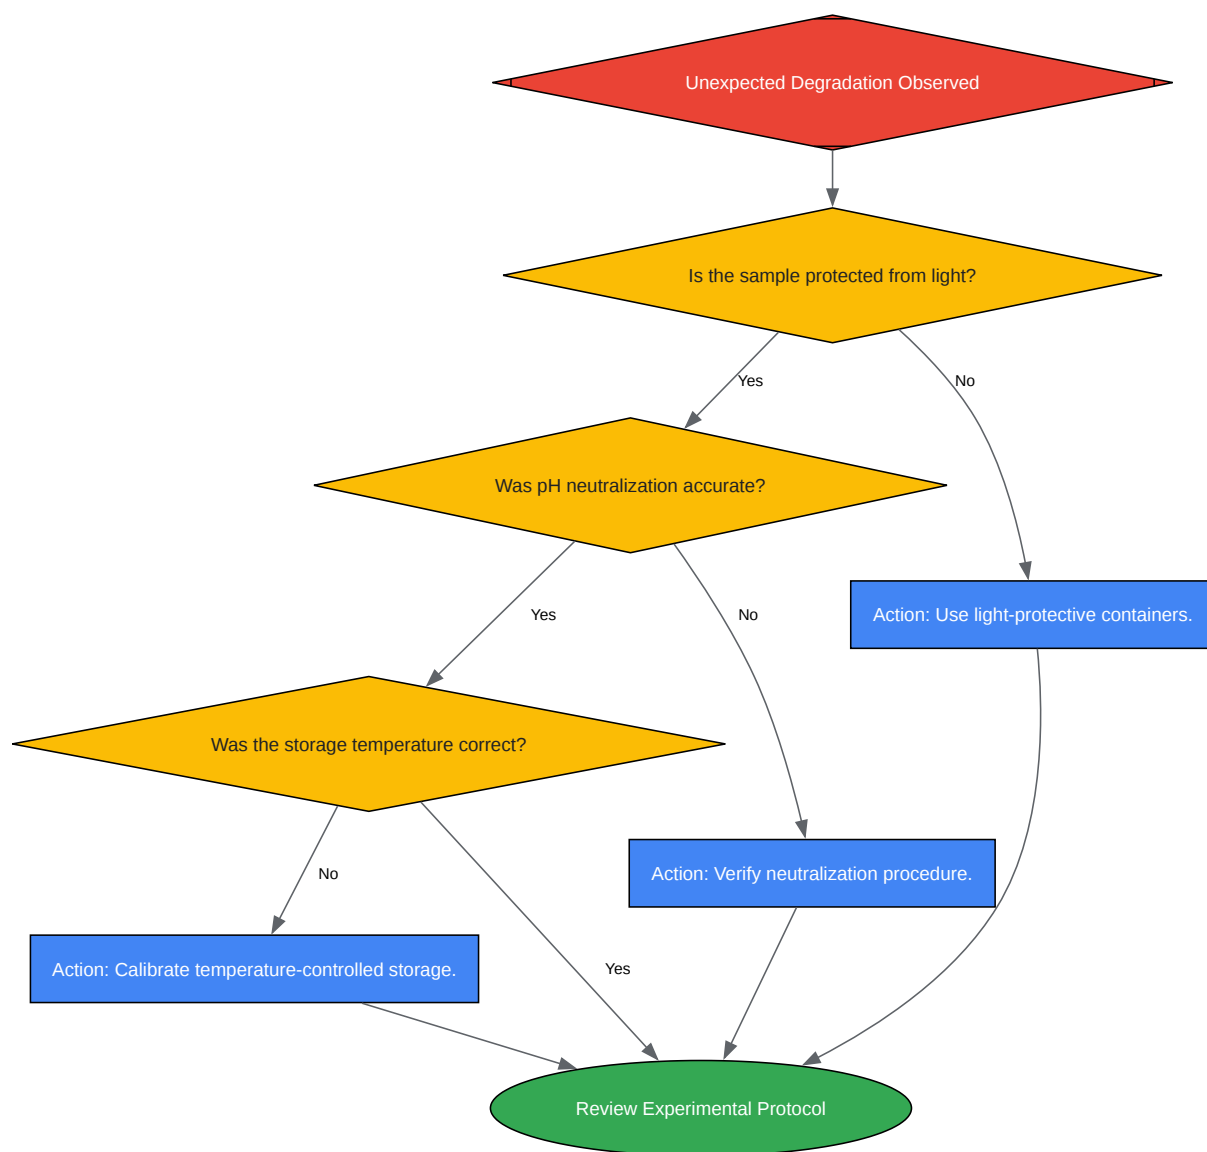 Unexpected Degradation Observed
Is the sample protected from light?
Yes
No
Was pH neutralization accurate?
Yes
No
Action: Use light-protective containers.
Was the storage temperature correct?
No
Action: Verify neutralization procedure.
Action: Calibrate temperature-controlled storage.
Yes
Review Experimental Protocol